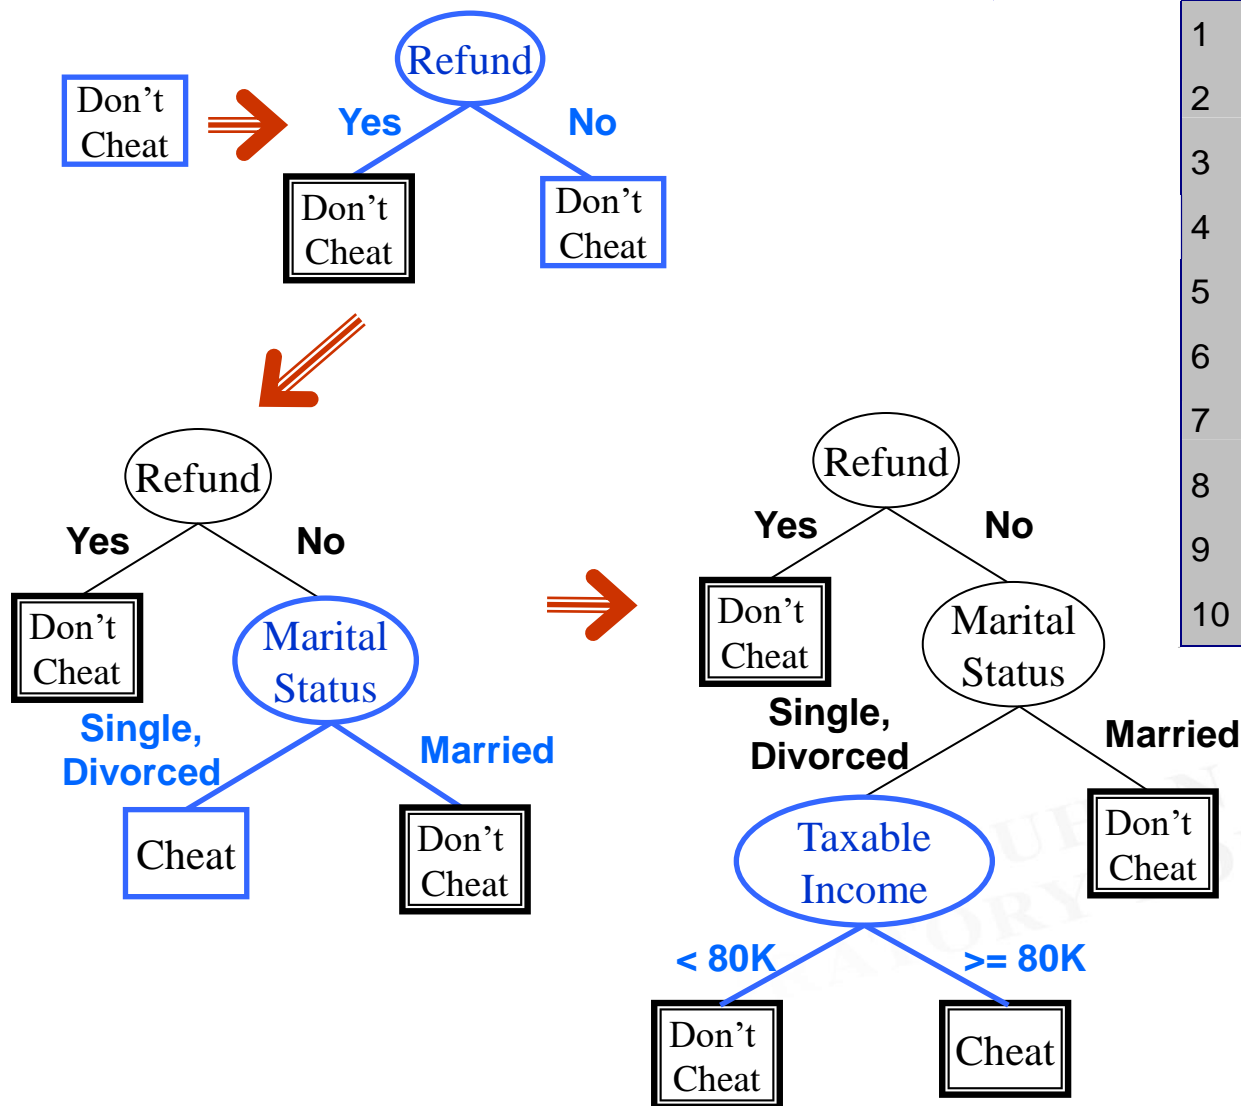 Refund
Don't
Cheat
Yes
No
Don't
Cheat
Don't
Cheat
Refund
Yes
No
Don't
Cheat
Marital
Status
Single,
Divorced
Married
Cheat
Don't
Cheat
Refund
Yes
No
Don't
Cheat
Marital
Status
Single,
Divorced
Married
Taxable
Income
Don't
Cheat
< 80K
>= 80K
Don't
Cheat
Cheat
1
2
3
4
5
6
7
8
9
10